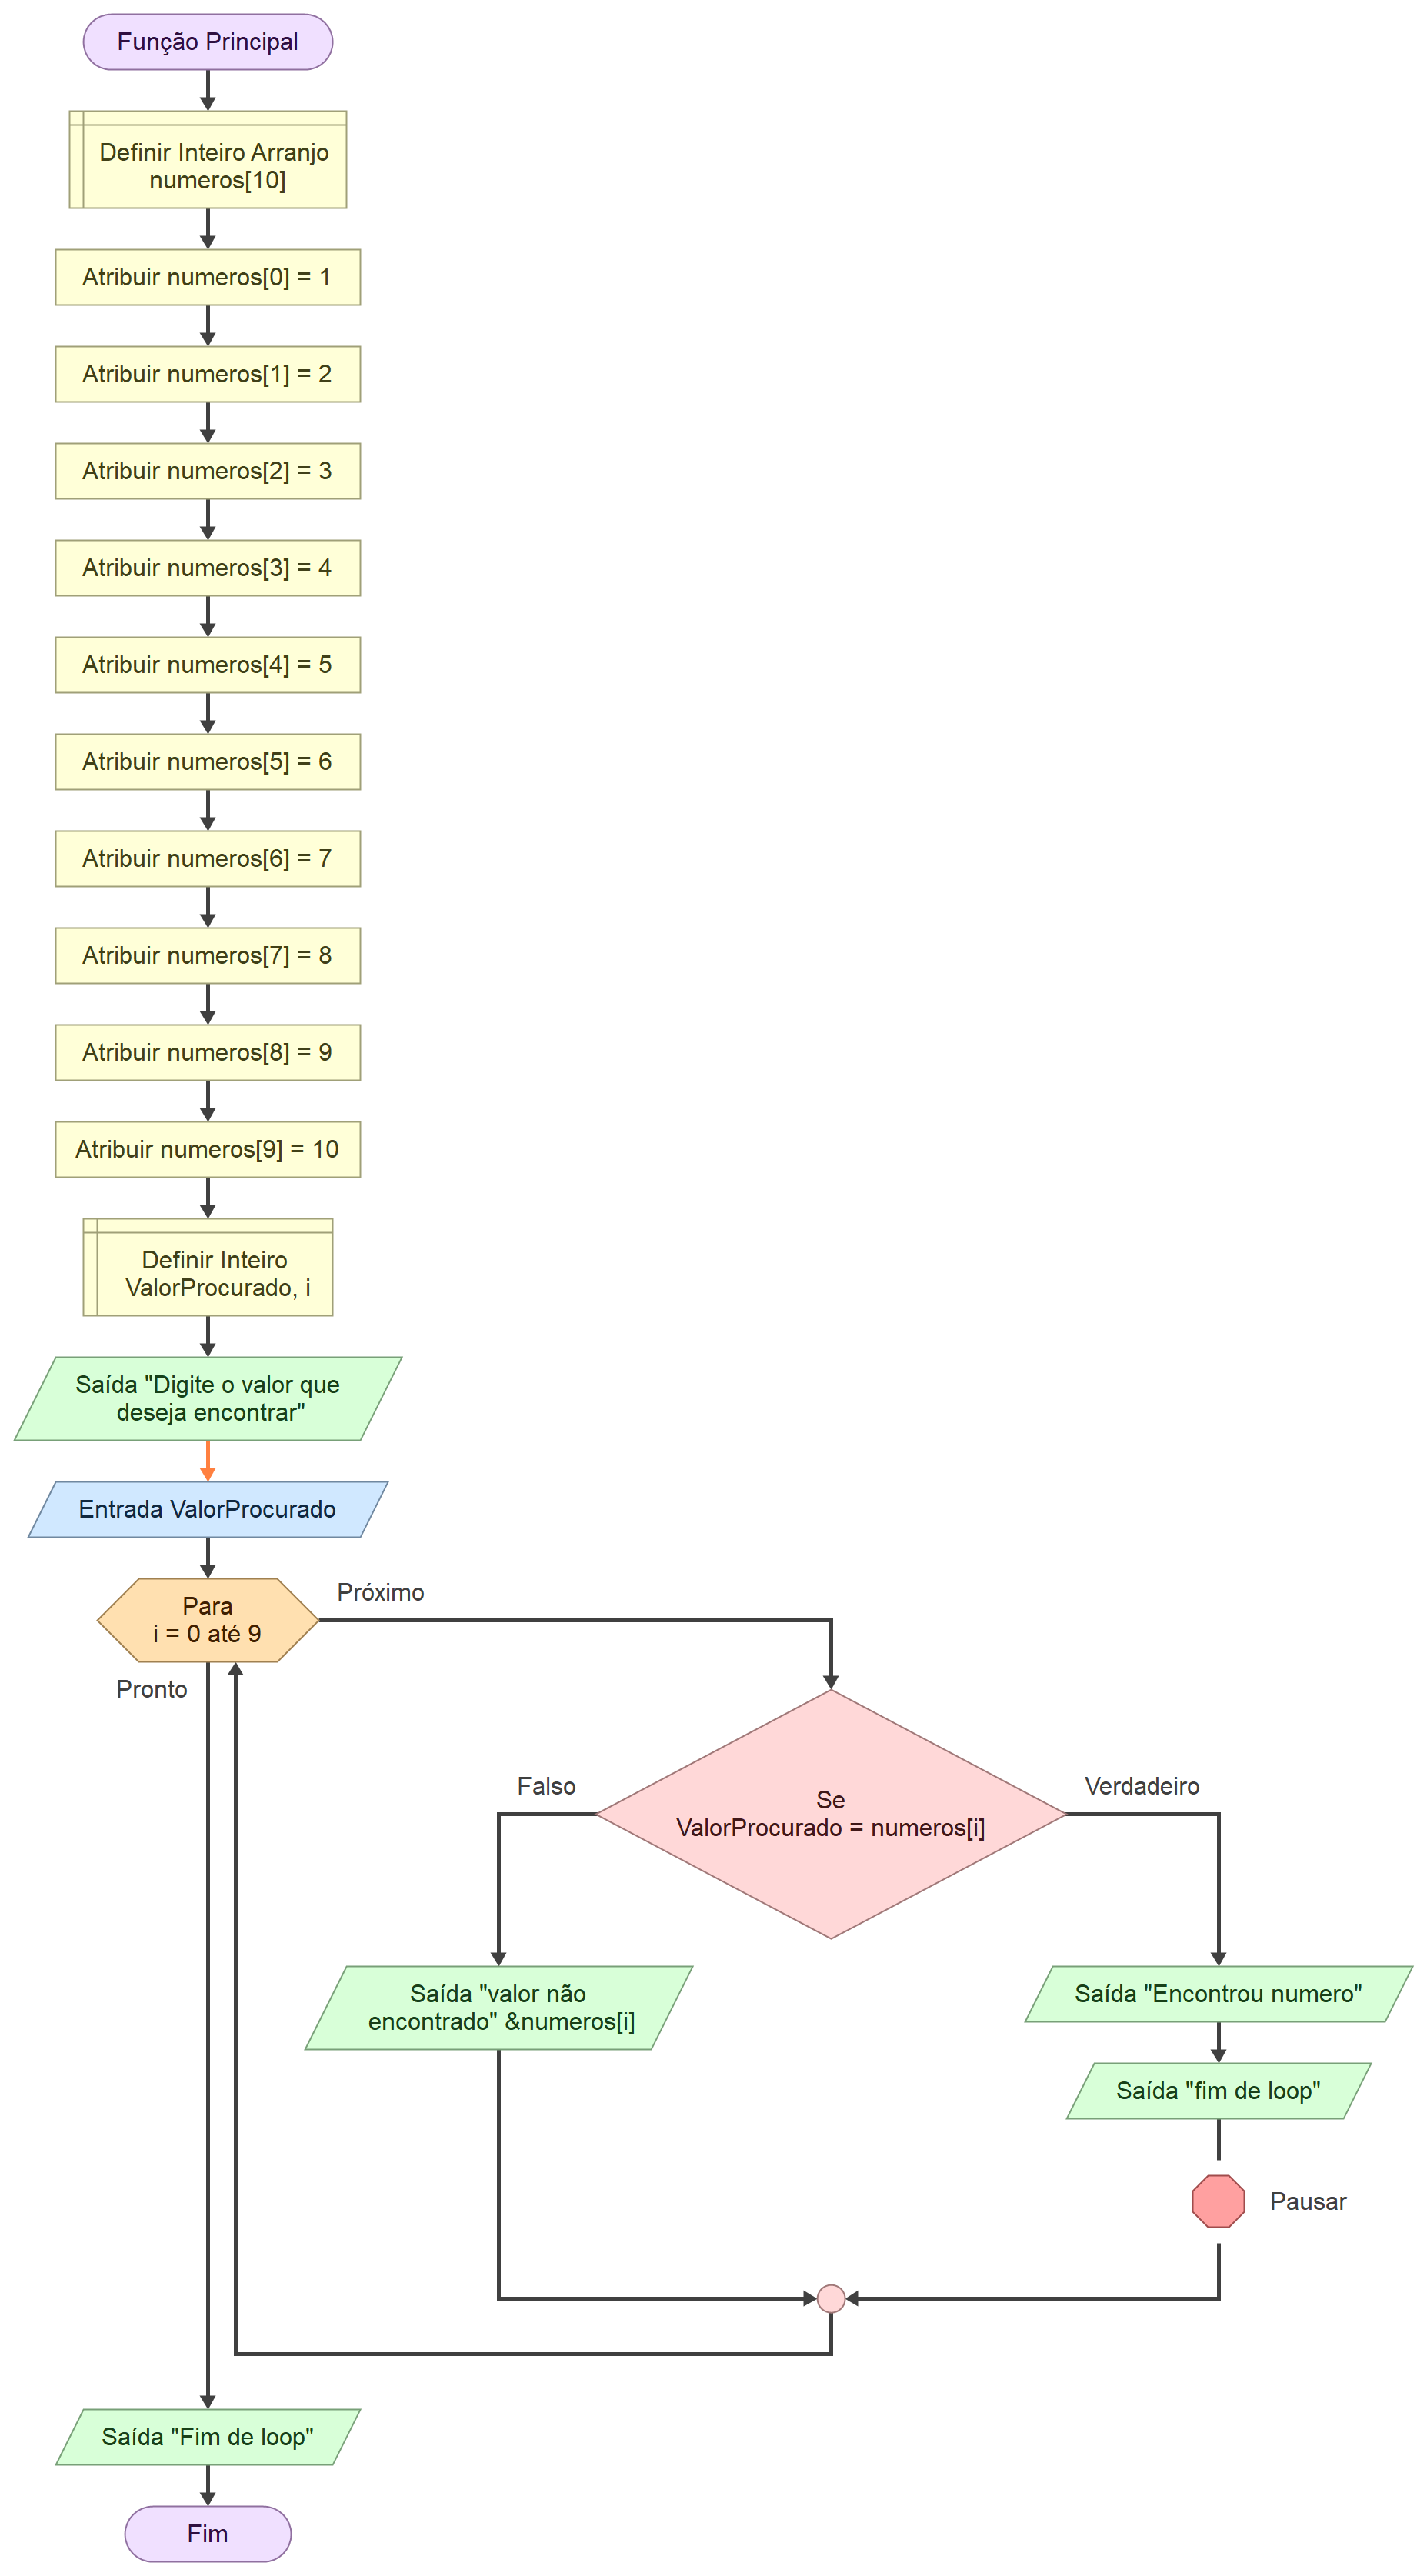 Função Principal
Definir Inteiro Arranjo
numeros[10]
Atribuir numeros[0] = 1
Atribuir numeros[1] = 2
Atribuir numeros[2] = 3
Atribuir numeros[3] = 4
Atribuir numeros[4] = 5
Atribuir numeros[5] = 6
Atribuir numeros[6] = 7
Atribuir numeros[7] = 8
Atribuir numeros[8] = 9
Atribuir numeros[9] = 10
Definir Inteiro
ValorProcurado, i
Saída "Digite o valor que
deseja encontrar"
Entrada ValorProcurado
Para
i = 0 até 9
Próximo
Pronto
Se
ValorProcurado = numeros[i]
Falso
Verdadeiro
Saída "valor não
encontrado" &numeros[i]
Saída "Encontrou numero"
Saída "fim de loop"
Pausar
Saída "Fim de loop"
Fim